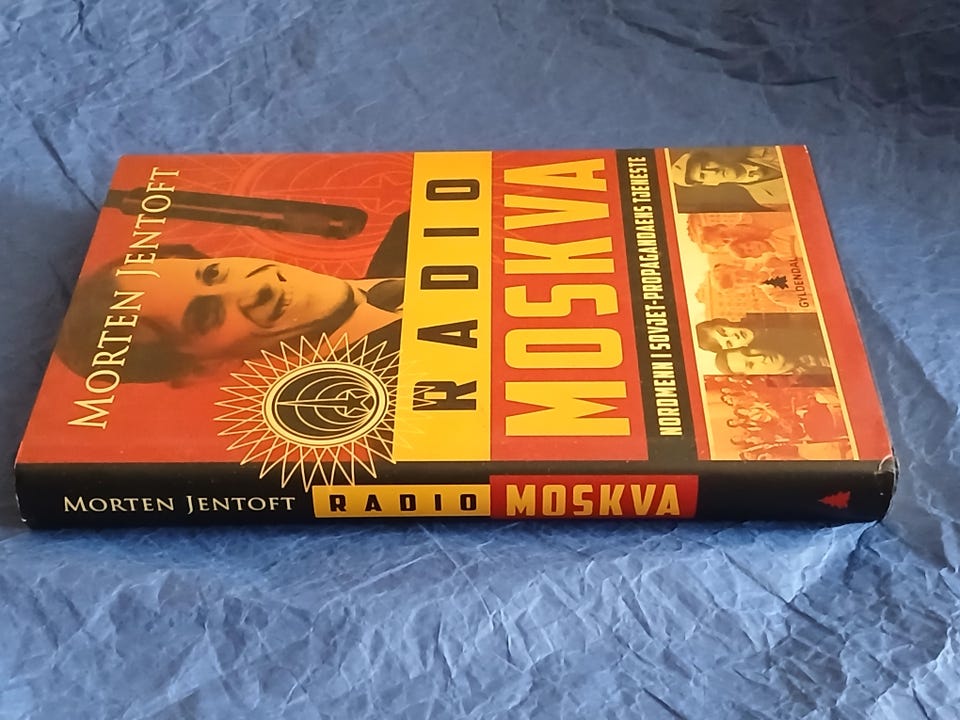 MORTEN JENTOFT
RADIO
MOSKVA
NORDMENN I SOVJET-PROPAGANDAENS TJENESTE
GYLDENDAL
MORTEN JENTOFT RADIO MOSKVA